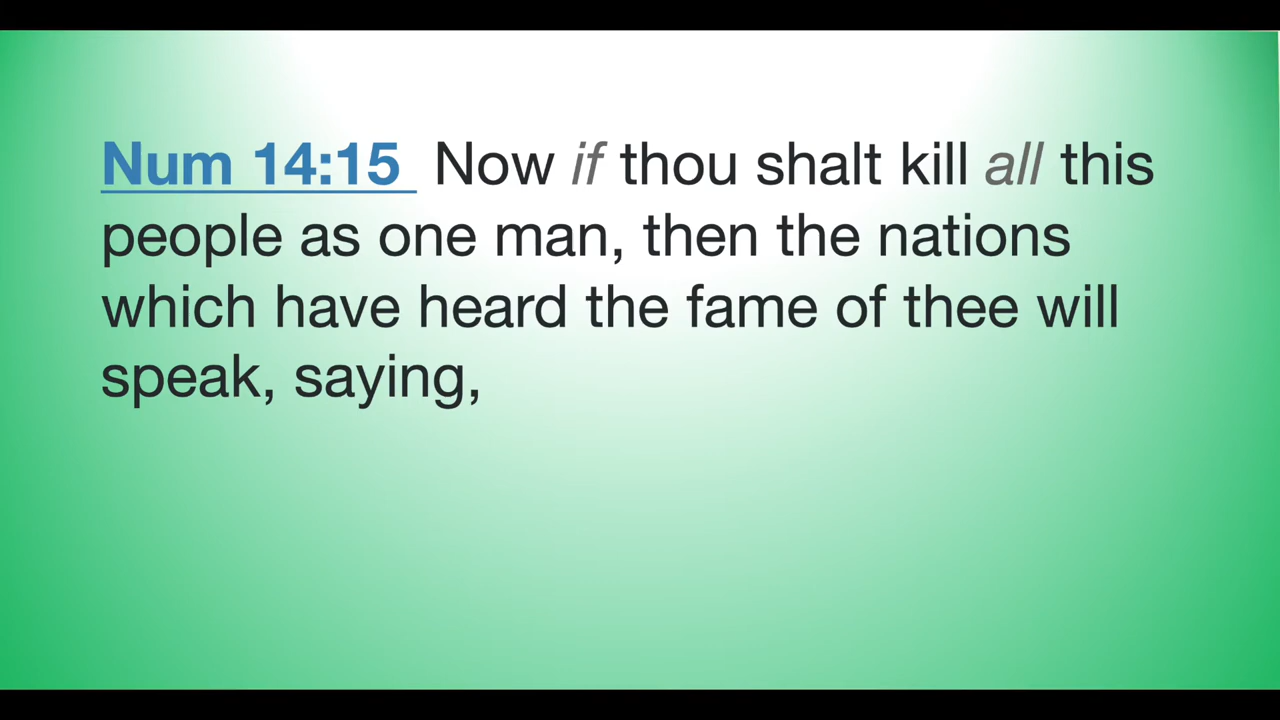 Num 14:15 Now if thou shalt kill all this
people as one man, then the nations
which have heard the fame of thee will
speak, saying,